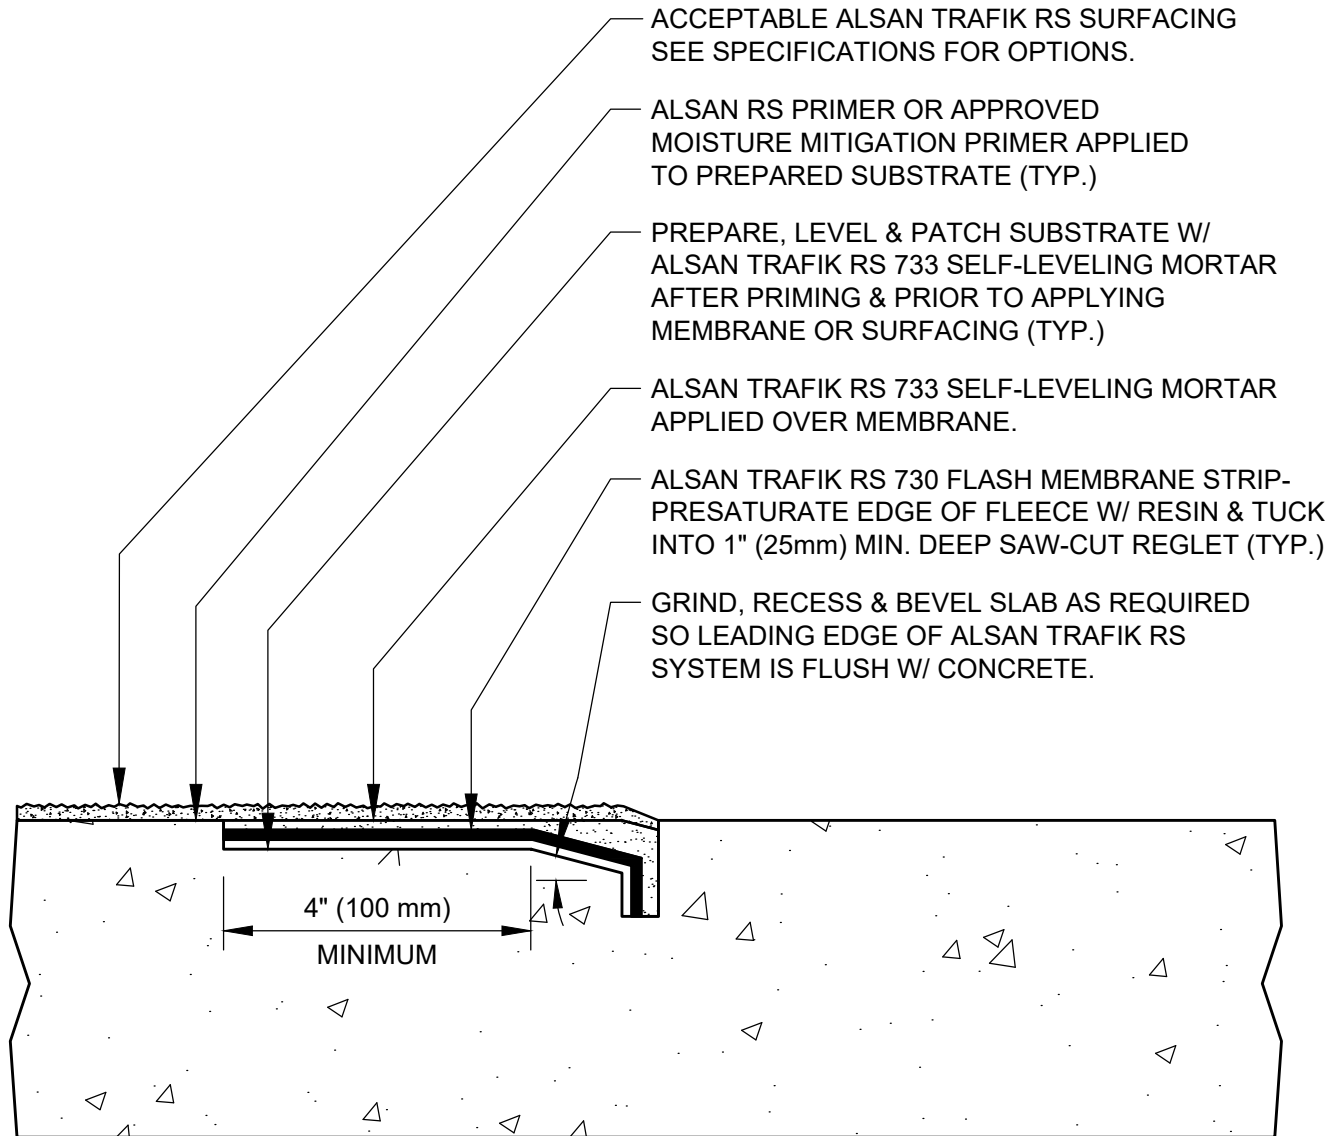 ACCEPTABLE ALSAN TRAFIK RS SURFACING
SEE SPECIFICATIONS FOR OPTIONS.
ALSAN RS PRIMER OR APPROVED
MOISTURE MITIGATION PRIMER APPLIED
TO PREPARED SUBSTRATE (TYP.)
PREPARE, LEVEL & PATCH SUBSTRATE W/
ALSAN TRAFIK RS 733 SELF-LEVELING MORTAR
AFTER PRIMING & PRIOR TO APPLYING
MEMBRANE OR SURFACING (TYP.)
ALSAN TRAFIK RS 733 SELF-LEVELING MORTAR
APPLIED OVER MEMBRANE.
ALSAN TRAFIK RS 730 FLASH MEMBRANE STRIP-
PRESATURATE EDGE OF FLEECE W/ RESIN & TUCK
INTO 1" (25mm) MIN. DEEP SAW-CUT REGLET (TYP.)
GRIND, RECESS & BEVEL SLAB AS REQUIRED
SO LEADING EDGE OF ALSAN TRAFIK RS
SYSTEM IS FLUSH W/ CONCRETE.
4" (100 mm)
MINIMUM